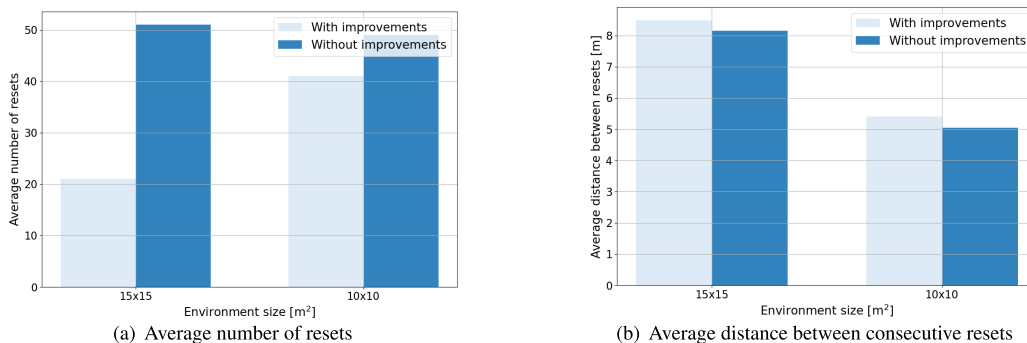 50
40
30
20
10
0
Average number of resets
With improvements
Without improvements
15x15
10x10
Environment size [m²]
(a) Average number of resets
8
7
6
5
4
3
2
1
0
Average distance between resets [m]
With improvements
Without improvements
15x15
10x10
Environment size [m²]
(b) Average distance between consecutive resets